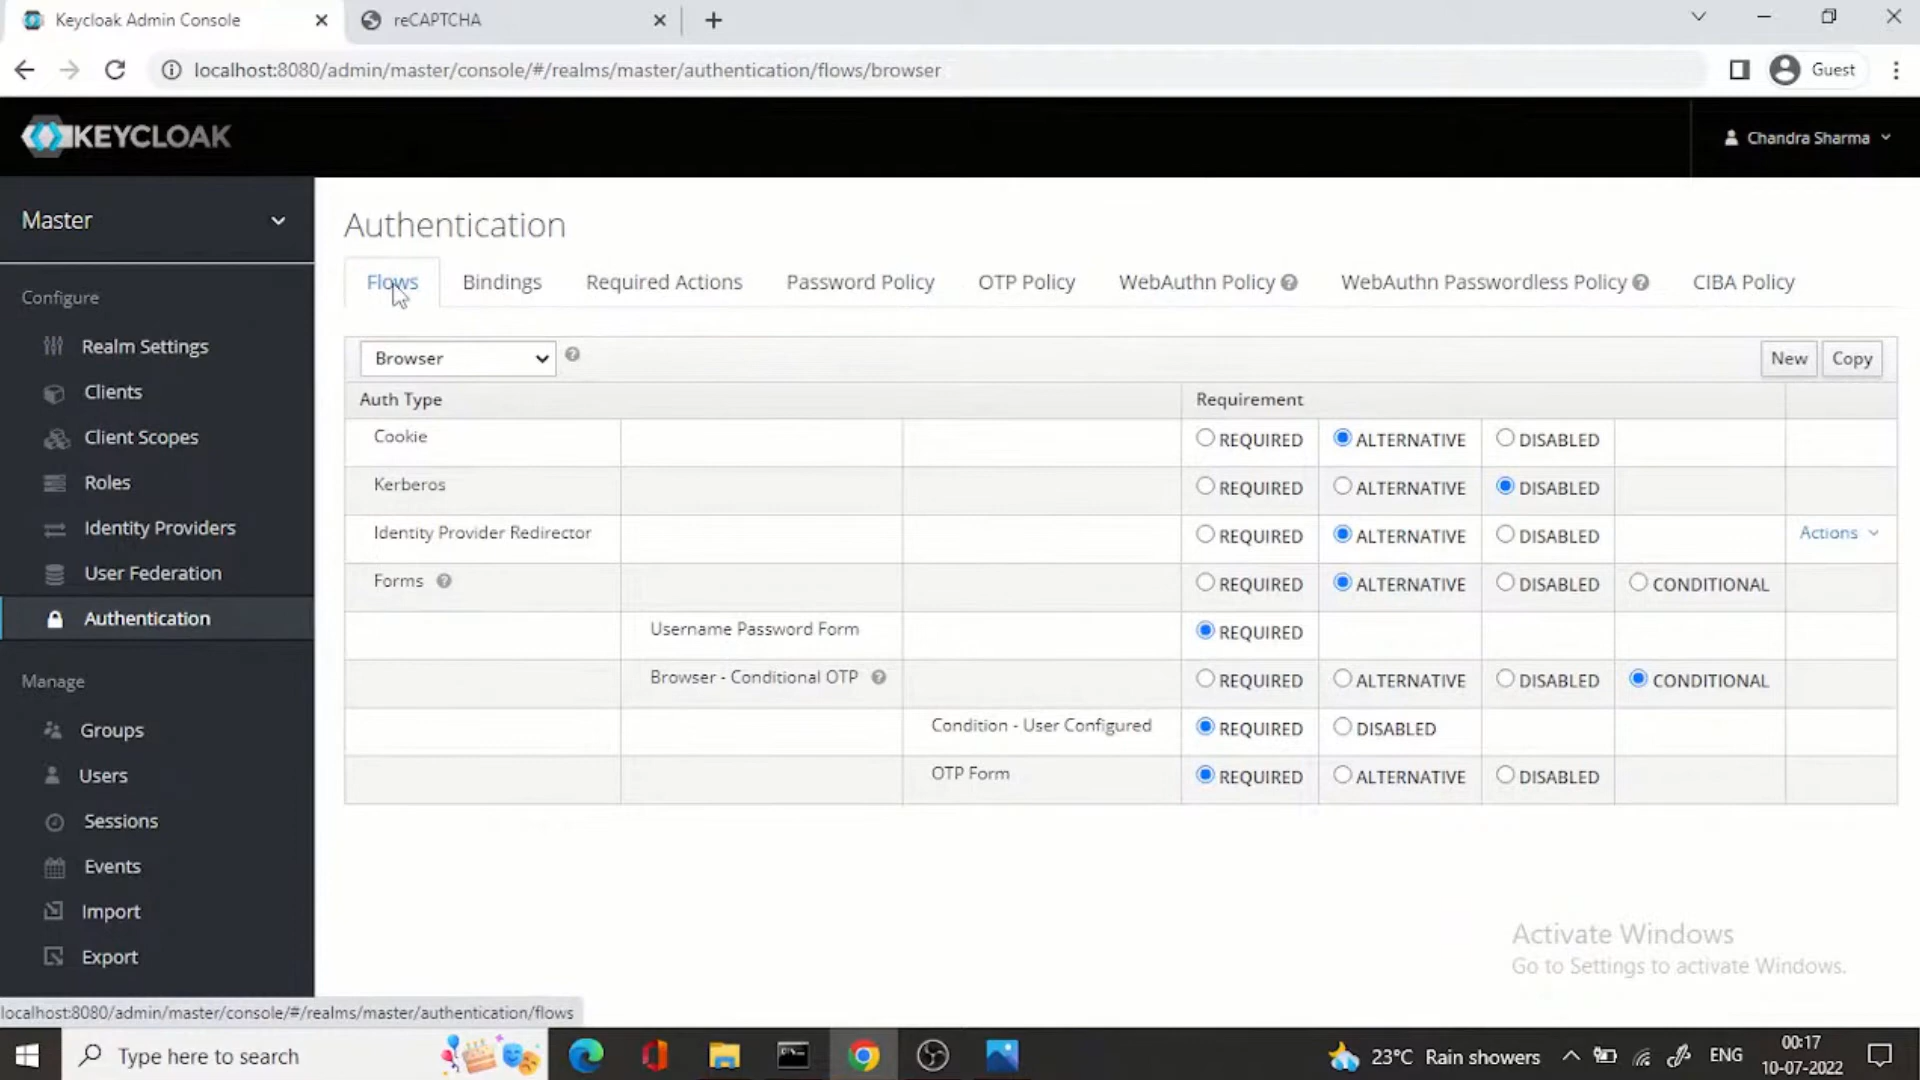 Keycloak Admin Console
reCAPTCHA
localhost:8080/admin/master/console/#/realms/master/authentication/flows/browser
Guest
KEYCLOAK
Chandra Sharma
Master
Configure
Realm Settings
Clients
Client Scopes
Roles
Identity Providers
User Federation
Authentication
Manage
Groups
Users
Sessions
Events
Import
Export
Authentication
Flows Bindings Required Actions Password Policy OTP Policy WebAuthn Policy WebAuthn Passwordless Policy CIBA Policy
Browser New Copy
Auth Type Requirement
Cookie REQUIRED ALTERNATIVE DISABLED
Kerberos REQUIRED ALTERNATIVE DISABLED
Identity Provider Redirector REQUIRED ALTERNATIVE DISABLED Actions
Forms REQUIRED ALTERNATIVE DISABLED CONDITIONAL
Username Password Form REQUIRED
Browser - Conditional OTP REQUIRED ALTERNATIVE DISABLED CONDITIONAL
Condition - User Configured REQUIRED DISABLED
OTP Form REQUIRED ALTERNATIVE DISABLED
Activate Windows
Go to Settings to activate Windows.
localhost:8080/admin/master/console/#/realms/master/authentication/flows
Type here to search
23°C Rain showers
ENG
00:17
10-07-2022